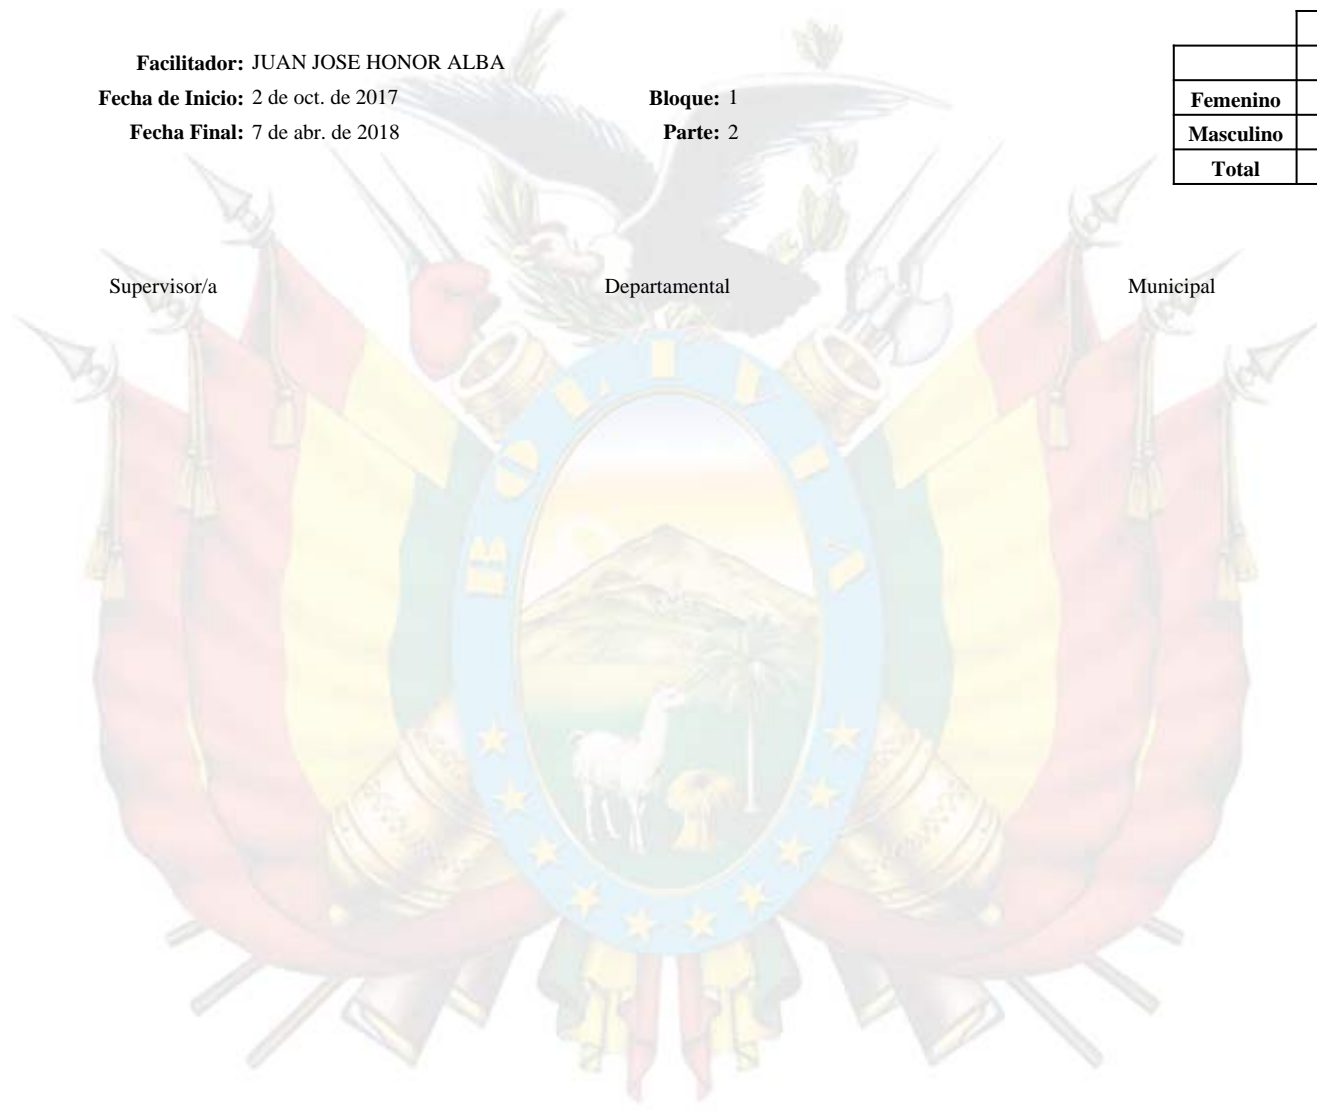 Facilitador: JUAN JOSE HONOR ALBA
Fecha de Inicio: 2 de oct. de 2017 Bloque: 1
Fecha Final: 7 de abr. de 2018 Parte: 2
Femenino
Masculino
Total
Supervisor/a Departamental Municipal
BOLIVIA